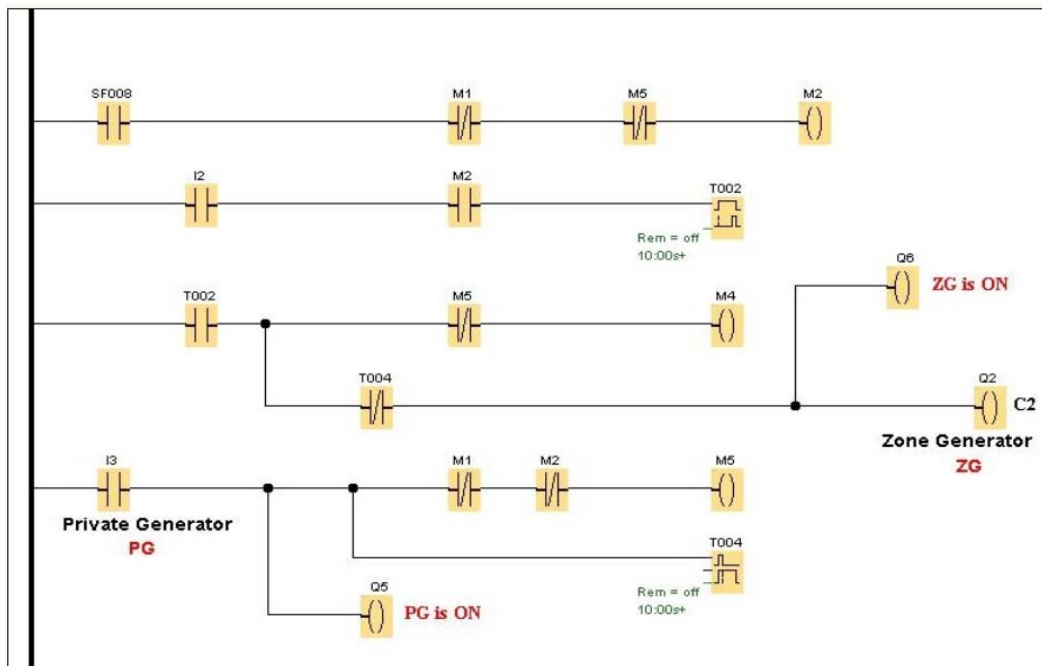 SF008 M1 M5 M2
I2 M2 T002
Rem = off
10:00s+
Q6
ZG is ON
T002 M5 M4
T004 Q2
C2
Zone Generator
ZG
I3 M1 M2 M5
Private Generator
PG
T004
Rem = off
10:00s+
Q5
PG is ON